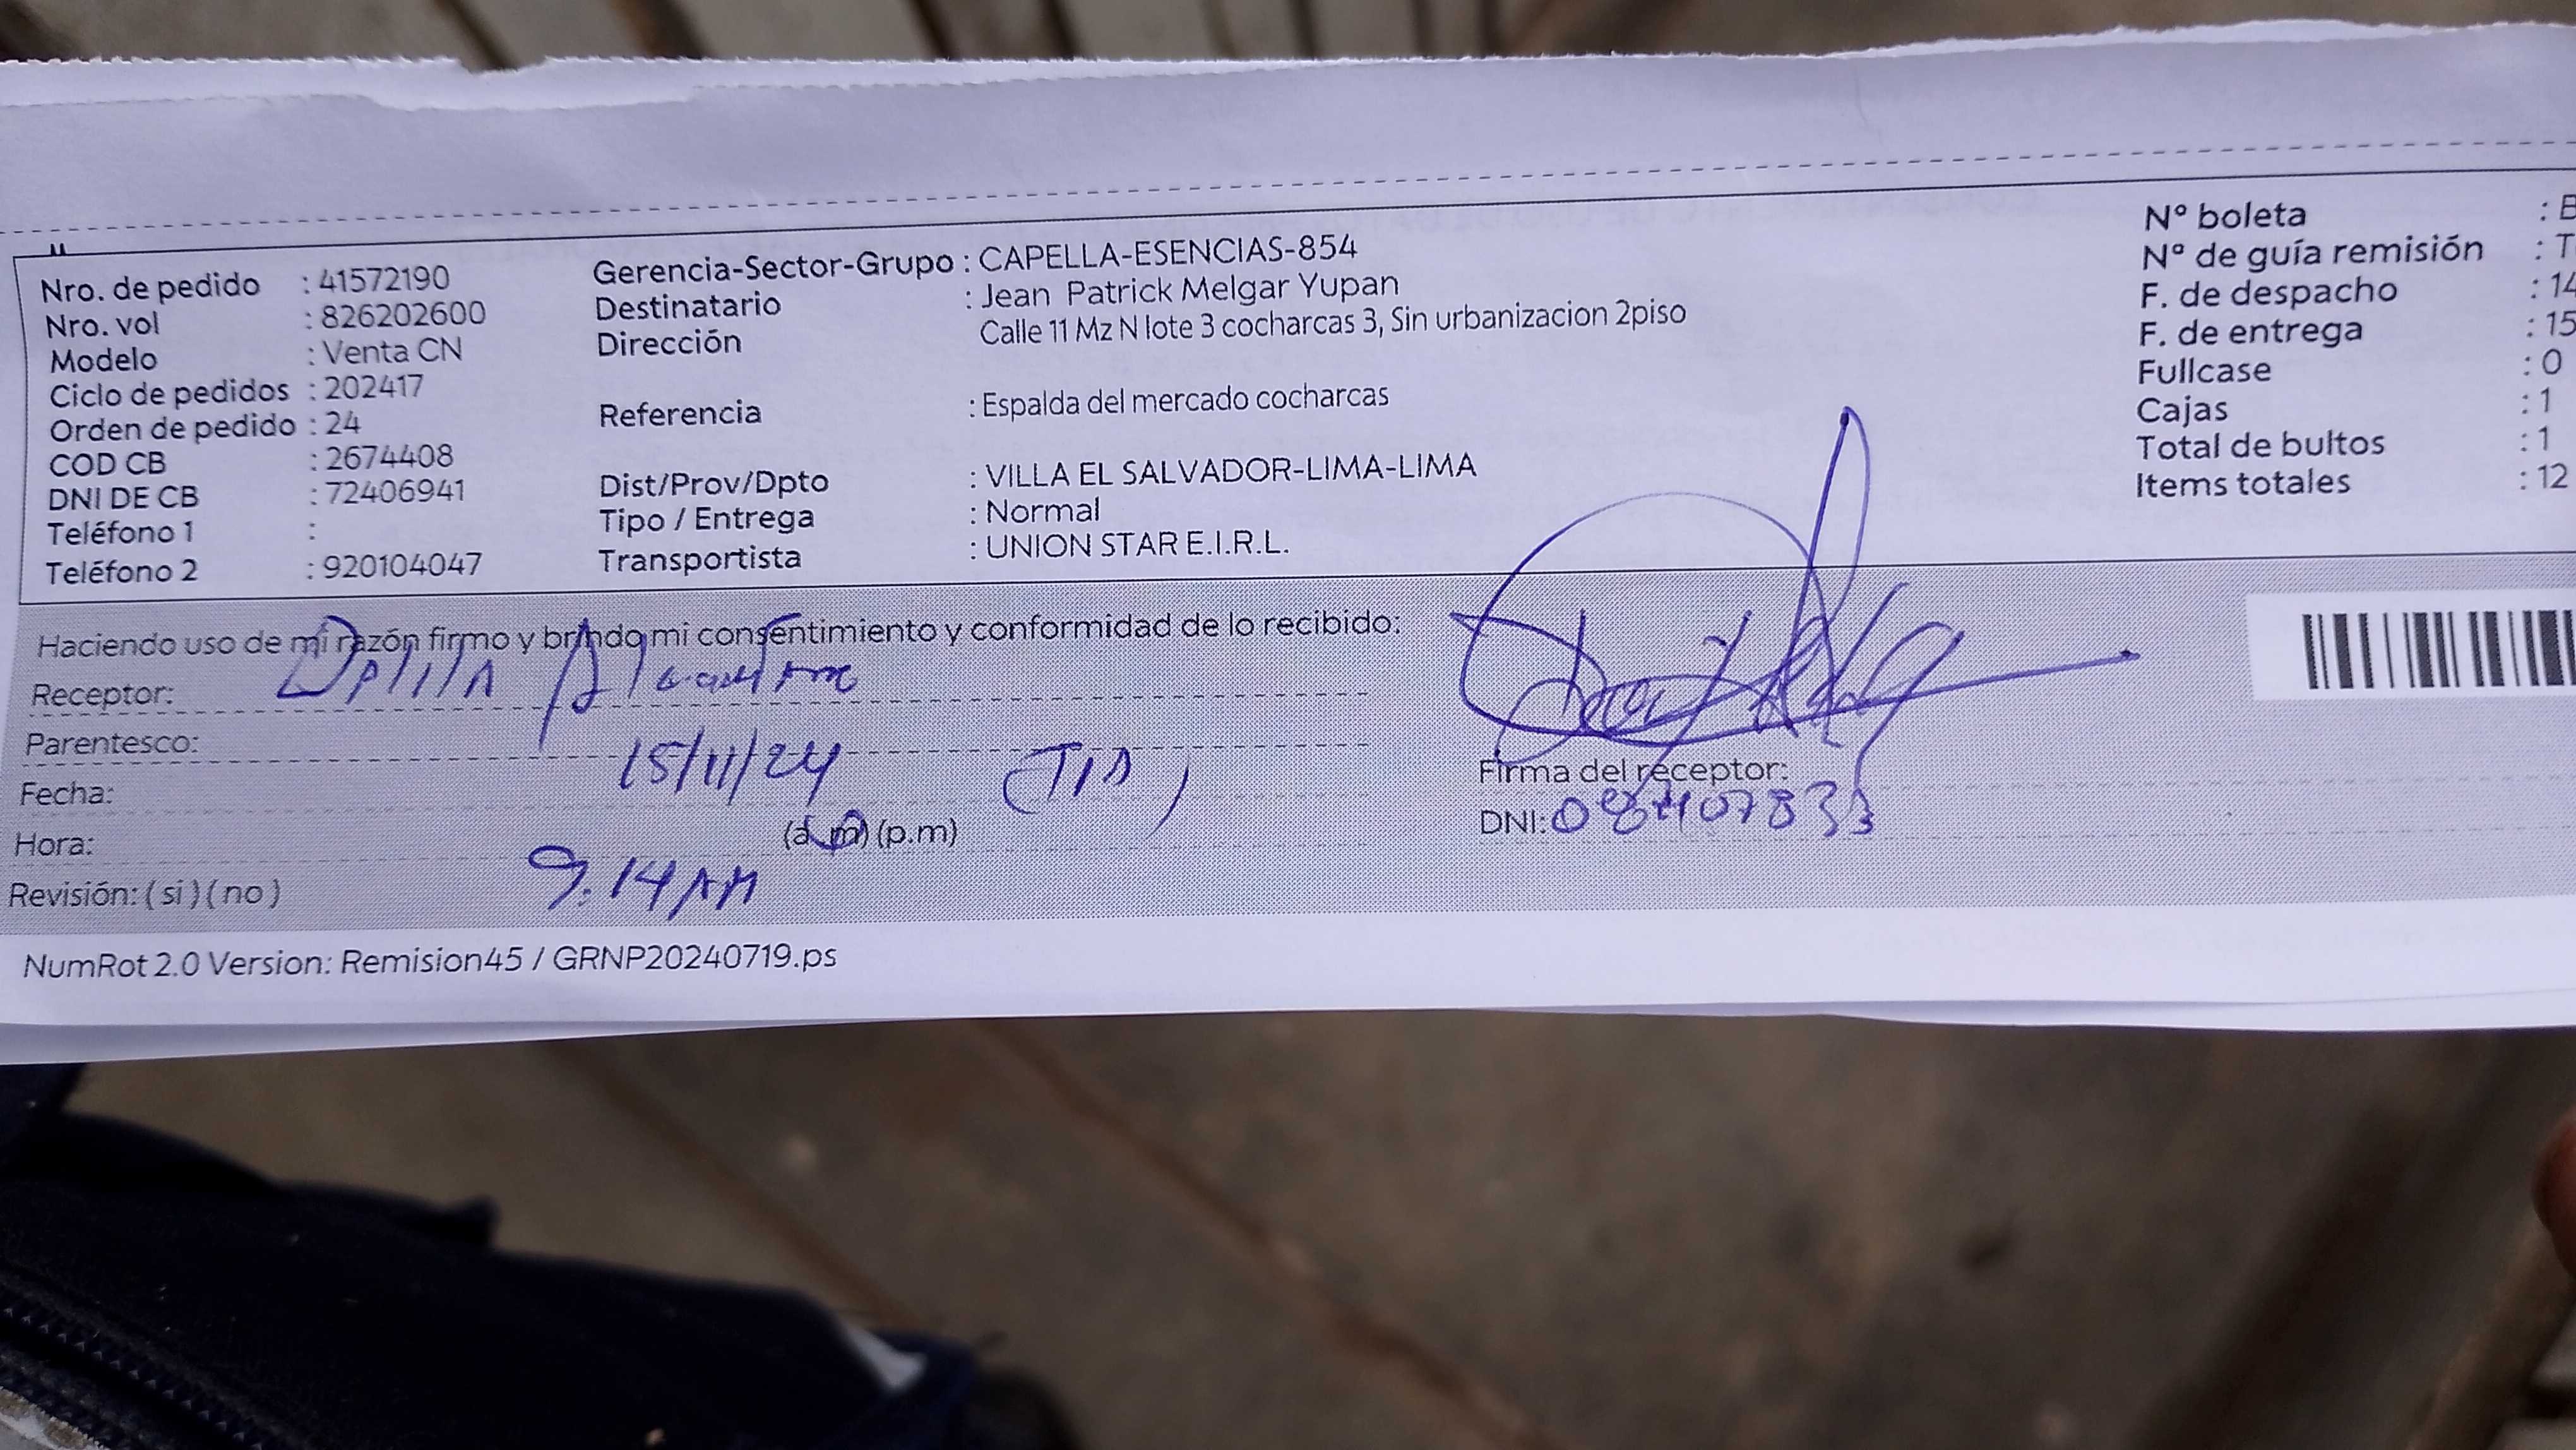 Nro. de pedido : 41572190
Nro. vol : 826202600
Modelo : Venta CN
Ciclo de pedidos : 202417
Orden de pedido : 24
COD CB : 2674408
DNI DE CB : 72406941
Teléfono 1 :
Teléfono 2 : 920104047
Gerencia-Sector-Grupo : CAPELLA-ESENCIAS-854
Destinatario : Jean Patrick Melgar Yupan
Dirección Calle 11 Mz N lote 3 cocharcas 3, Sin urbanizacion 2piso
Referencia : Espalda del mercado cocharcas
Dist/Prov/Dpto : VILLA EL SALVADOR-LIMA-LIMA
Tipo / Entrega : Normal
Transportista : UNION STAR E.I.R.L.
N° boleta : B
N° de guía remisión : T
F. de despacho : 14
F. de entrega : 15
Fullcase : 0
Cajas : 1
Total de bultos : 1
Items totales : 12
Haciendo uso de mi razón firmo y brindo mi consentimiento y conformidad de lo recibido:
Receptor:
Parentesco:
Fecha: 15/11/24
Hora: (a.m) (p.m)
9:14 AM
Revisión: ( si ) ( no )
Firma del receptor:
DNI:
NumRot 2.0 Version: Remision45 / GRNP20240719.ps